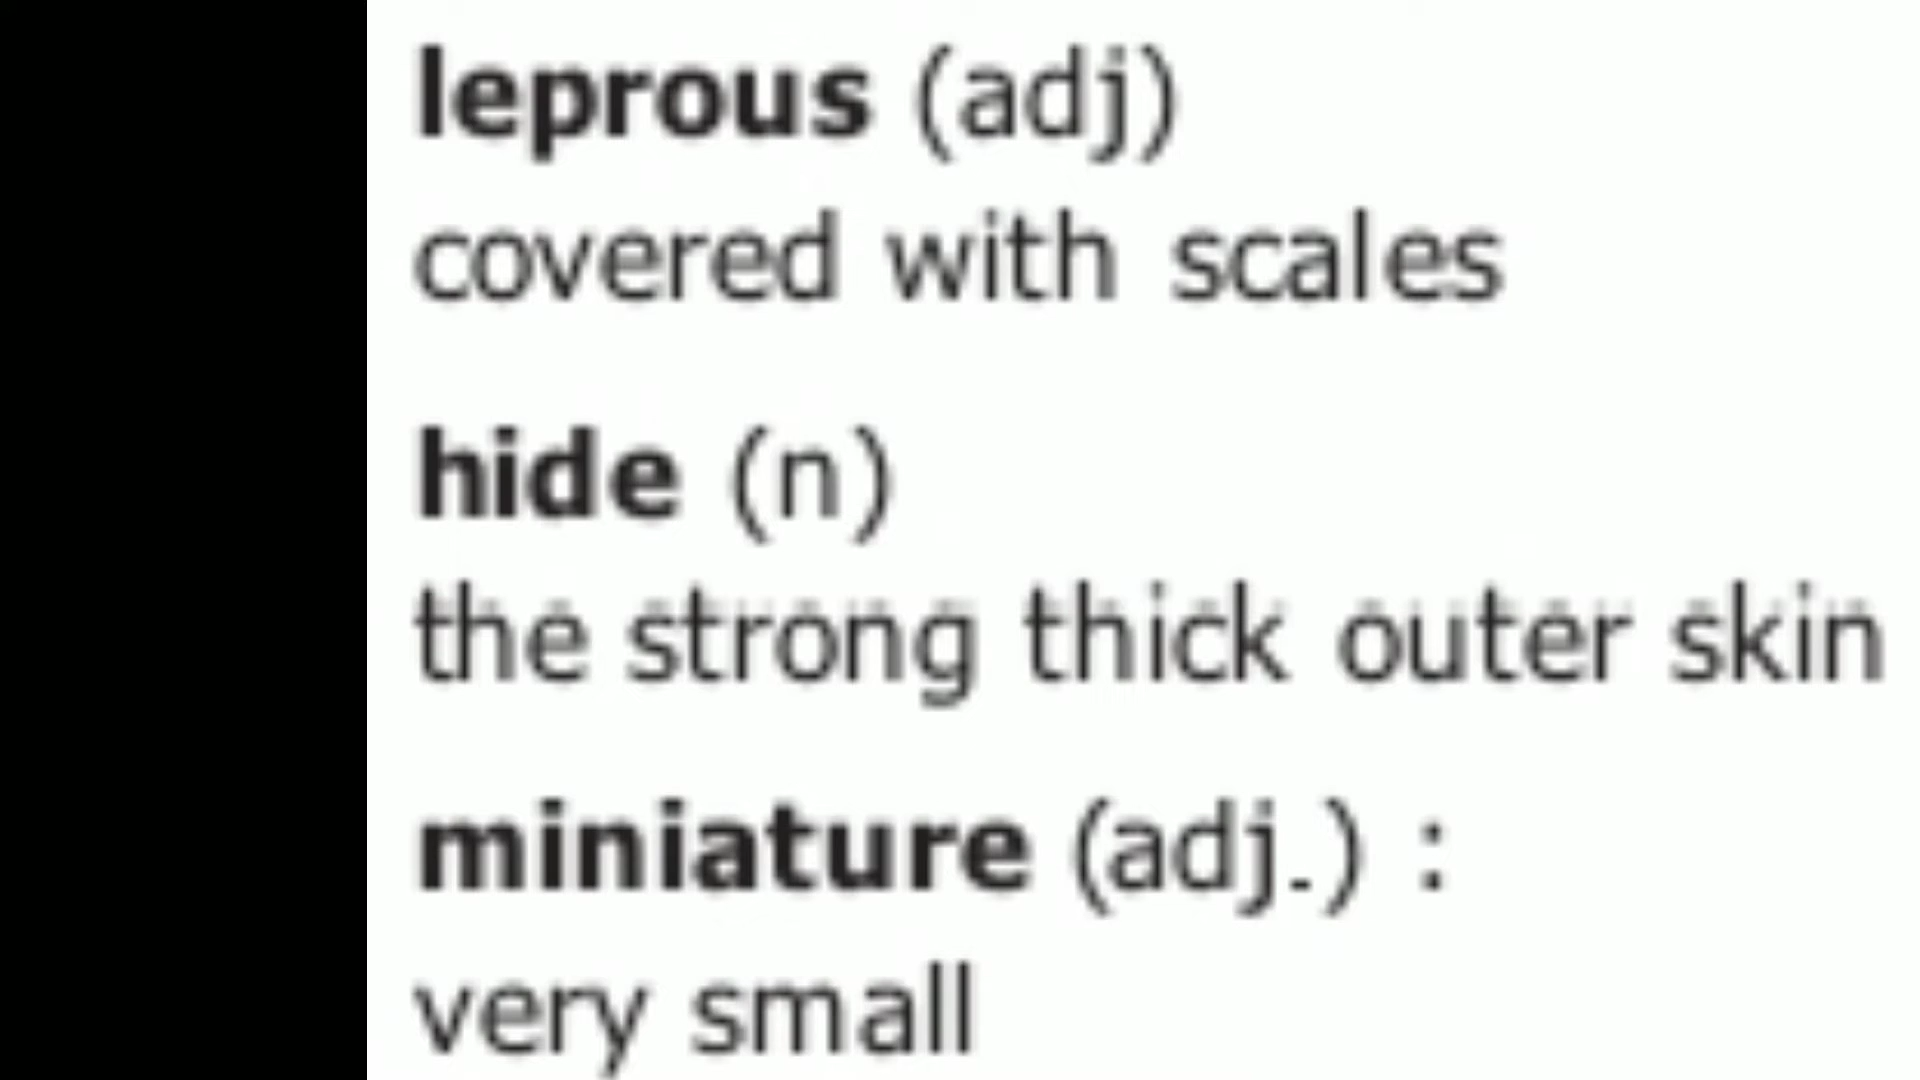 leprous (adj)
covered with scales
hide (n)
the strong thick outer skin
miniature (adj.) :
very small